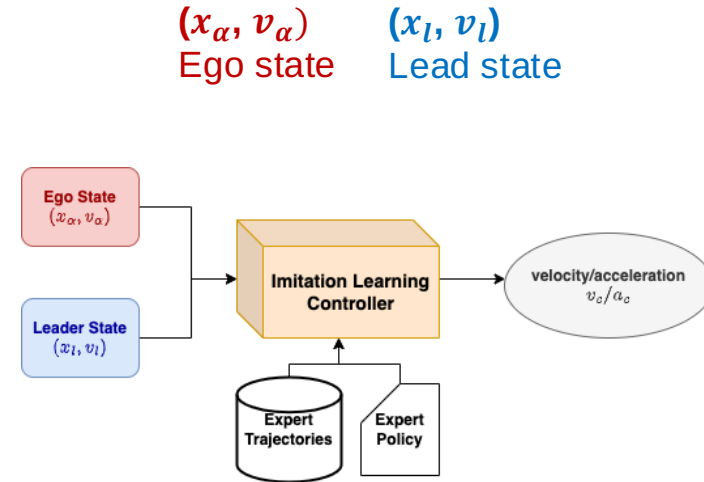 (xα, vα) (xl, vl)
Ego state Lead state
Ego State
(xα, vα)
Leader State
(xl, vl)
Imitation Learning
Controller
velocity/acceleration
vc/ac
Expert
Trajectories
Expert
Policy